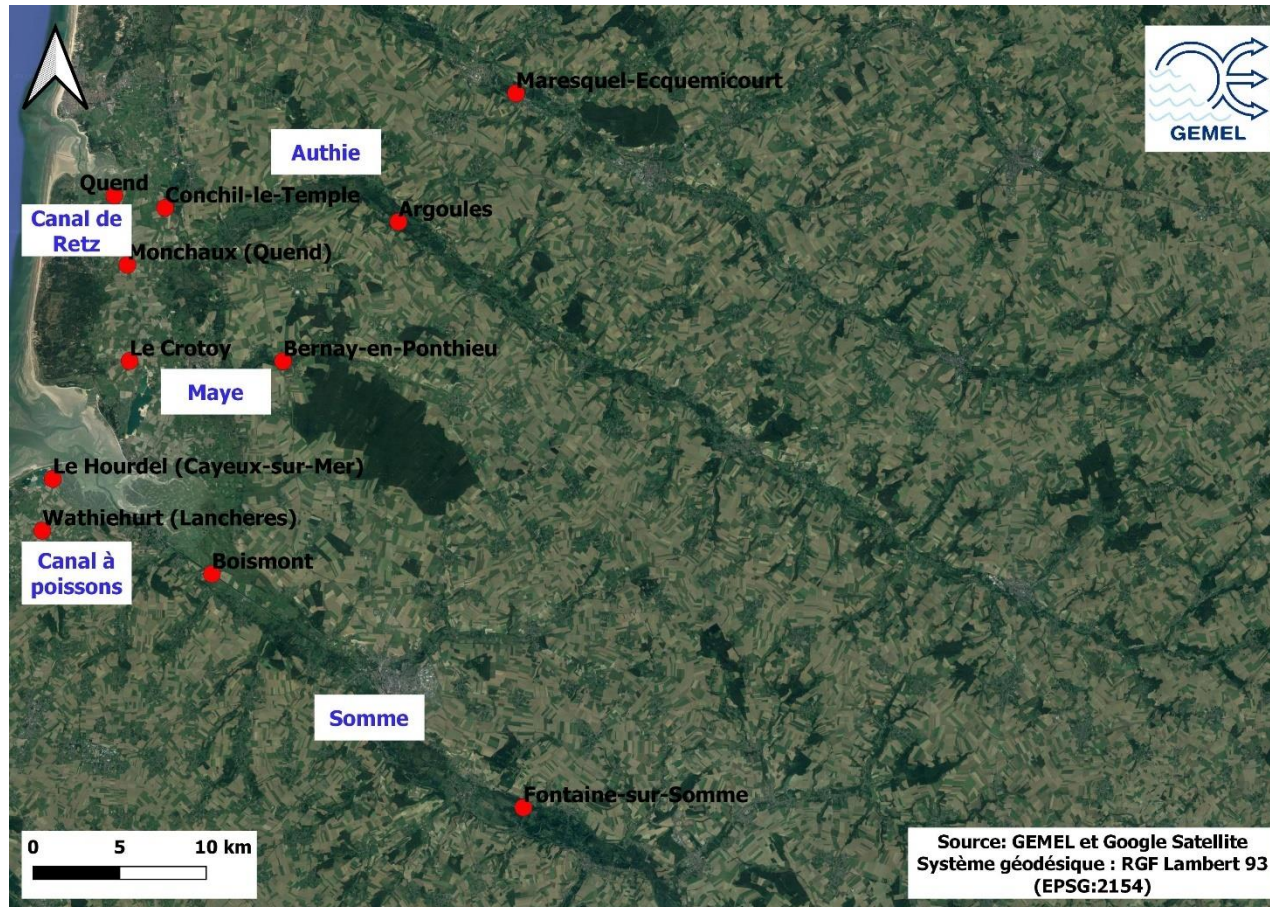 Maresquel-Ecquemicourt
GEMEL
Authie
Quend
Conchil-le-Temple
Canal de
Retz
Argoules
Monchaux (Quend)
Le Crotoy
Bernay-en-Ponthieu
Maye
Le Hourdel (Cayeux-sur-Mer)
Wathiehurt (Lancheres)
Canal à
poissons
Boismont
Somme
Fontaine-sur-Somme
0 5 10 km
Source: GEMEL et Google Satellite
Système géodésique : RGF Lambert 93
(EPSG:2154)